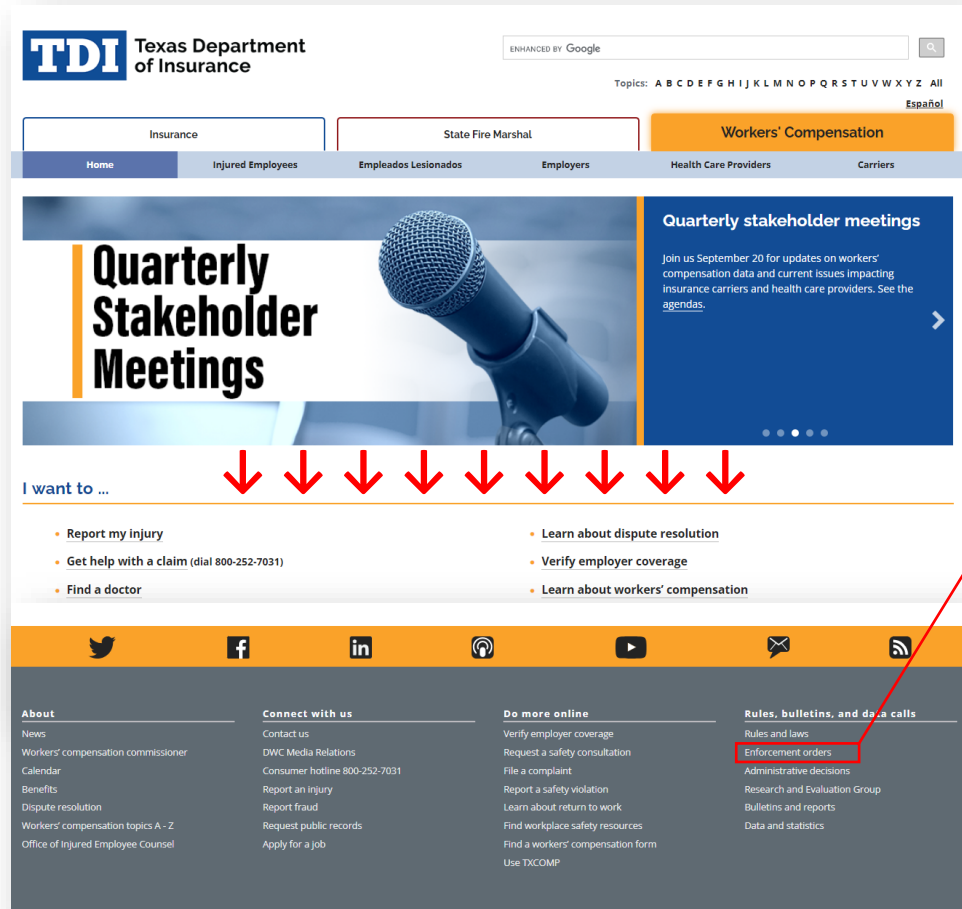 TDI Texas Department
of Insurance
ENHANCED BY Google
Topics: A B C D E F G H I J K L M N O P Q R S T U V W X Y Z All
Español
Insurance
State Fire Marshal
Workers' Compensation
Home
Injured Employees
Empleados Lesionados
Employers
Health Care Providers
Carriers
Quarterly
Stakeholder
Meetings
Quarterly stakeholder meetings
Join us September 20 for updates on workers'
compensation data and current issues impacting
insurance carriers and health care providers. See the
agendas.
I want to ...
Report my injury
Get help with a claim (dial 800-252-7031)
Find a doctor
Learn about dispute resolution
Verify employer coverage
Learn about workers' compensation
About
News
Workers' compensation commissioner
Calendar
Benefits
Dispute resolution
Workers' compensation topics A - Z
Office of Injured Employee Counsel
Connect with us
Contact us
DWC Media Relations
Consumer hotline 800-252-7031
Report an injury
Report fraud
Request public records
Apply for a job
Do more online
Verify employer coverage
Request a safety consultation
File a complaint
Report a safety violation
Learn about return to work
Find workplace safety resources
Find a workers' compensation form
Use TXCOMP
Rules, bulletins, and data calls
Rules and laws
Enforcement orders
Administrative decisions
Research and Evaluation Group
Bulletins and reports
Data and statistics